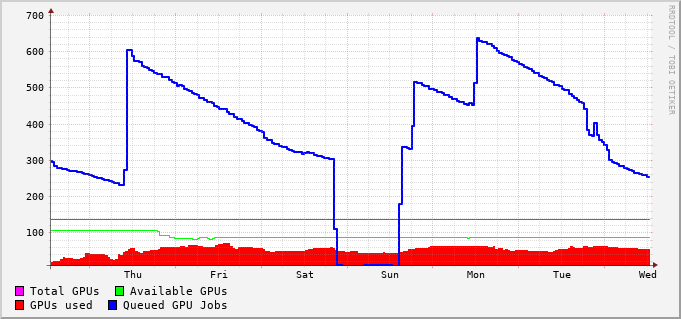 700
600
500
400
300
200
100
Thu Fri Sat Sun Mon Tue Wed
Total GPUs Available GPUs
GPUs used Queued GPU Jobs
RRDTOOL / TOBI OETIKER